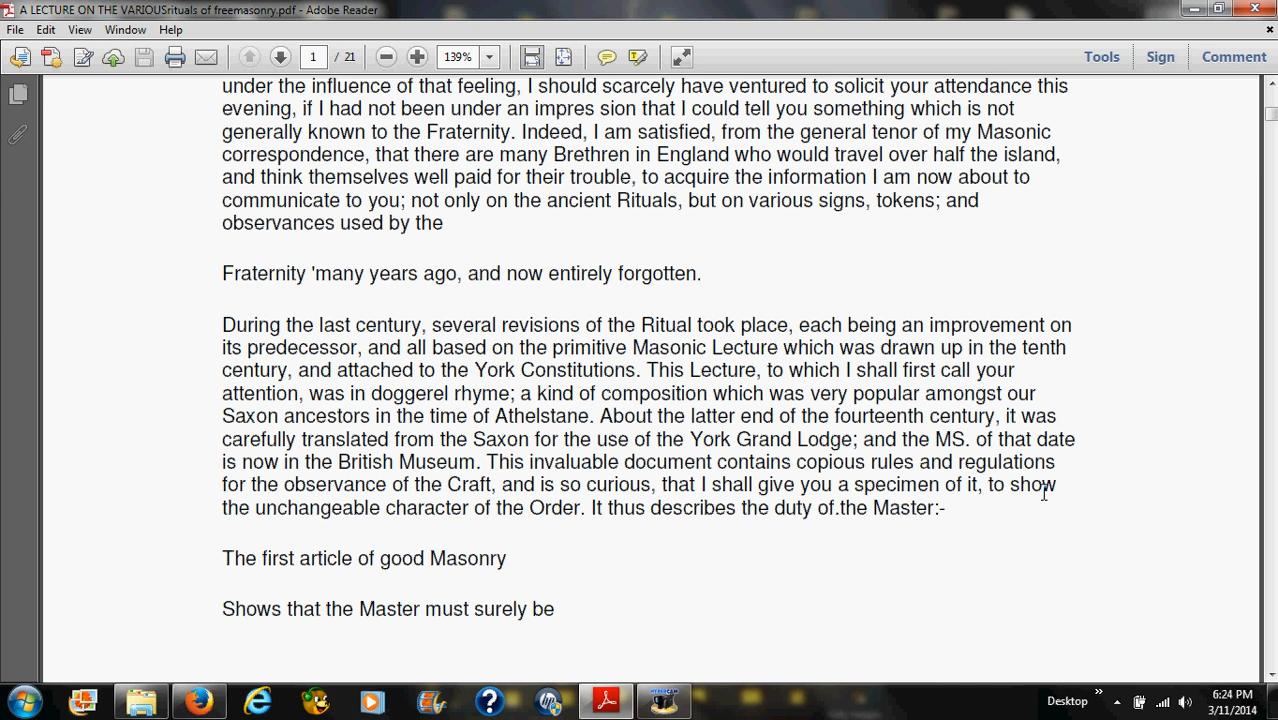 A LECTURE ON THE VARIOUSrituals of freemasonry.pdf - Adobe Reader
File Edit View Window Help
1 / 21 139% Tools Sign Comment
under the influence of that feeling, I should scarcely have ventured to solicit your attendance this
evening, if I had not been under an impres sion that I could tell you something which is not
generally known to the Fraternity. Indeed, I am satisfied, from the general tenor of my Masonic
correspondence, that there are many Brethren in England who would travel over half the island,
and think themselves well paid for their trouble, to acquire the information I am now about to
communicate to you; not only on the ancient Rituals, but on various signs, tokens; and
observances used by the
Fraternity 'many years ago, and now entirely forgotten.
During the last century, several revisions of the Ritual took place, each being an improvement on
its predecessor, and all based on the primitive Masonic Lecture which was drawn up in the tenth
century, and attached to the York Constitutions. This Lecture, to which I shall first call your
attention, was in doggerel rhyme; a kind of composition which was very popular amongst our
Saxon ancestors in the time of Athelstane. About the latter end of the fourteenth century, it was
carefully translated from the Saxon for the use of the York Grand Lodge; and the MS. of that date
is now in the British Museum. This invaluable document contains copious rules and regulations
for the observance of the Craft, and is so curious, that I shall give you a specimen of it, to show
the unchangeable character of the Order. It thus describes the duty of.the Master:-
The first article of good Masonry
Shows that the Master must surely be
Desktop 6:24 PM
3/11/2014